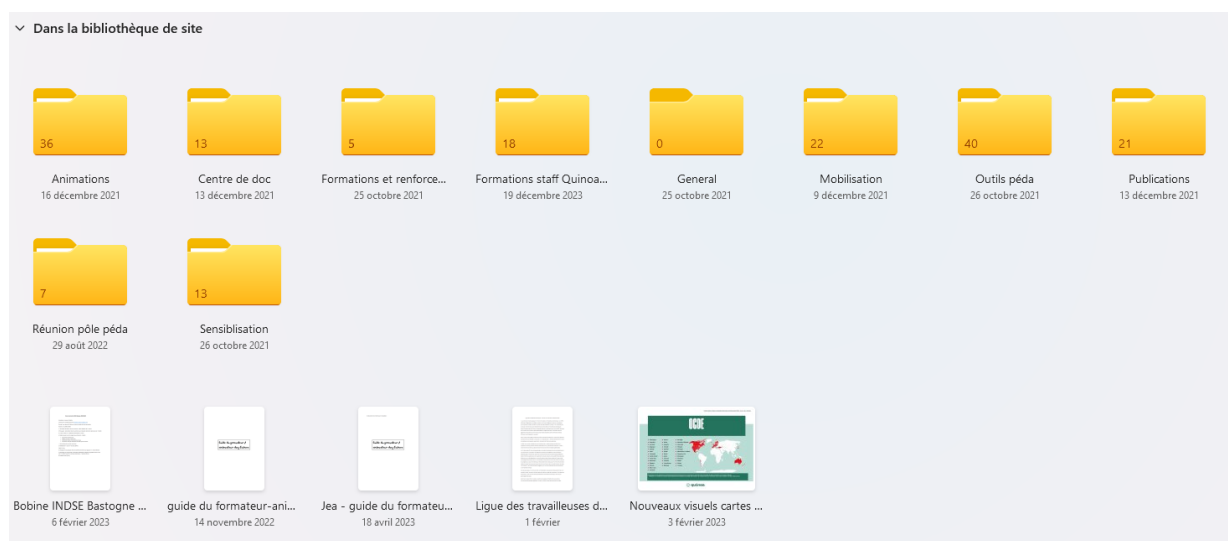 Dans la bibliothèque de site
36
13
5
18
0
22
40
21
Animations
Centre de doc
Formations et renforce...
Formations staff Quinoa...
General
Mobilisation
Outils péda
Publications
16 décembre 2021
13 décembre 2021
25 octobre 2021
19 décembre 2023
25 octobre 2021
9 décembre 2021
26 octobre 2021
13 décembre 2021
7
13
Réunion pôle péda
Sensiblisation
29 août 2022
26 octobre 2021
OCDE
Bobine INDSE Bastogne ...
guide du formateur-ani...
Jea - guide du formateu...
Ligue des travailleuses d...
Nouveaux visuels cartes ...
6 février 2023
14 novembre 2022
18 avril 2023
1 février
3 février 2023